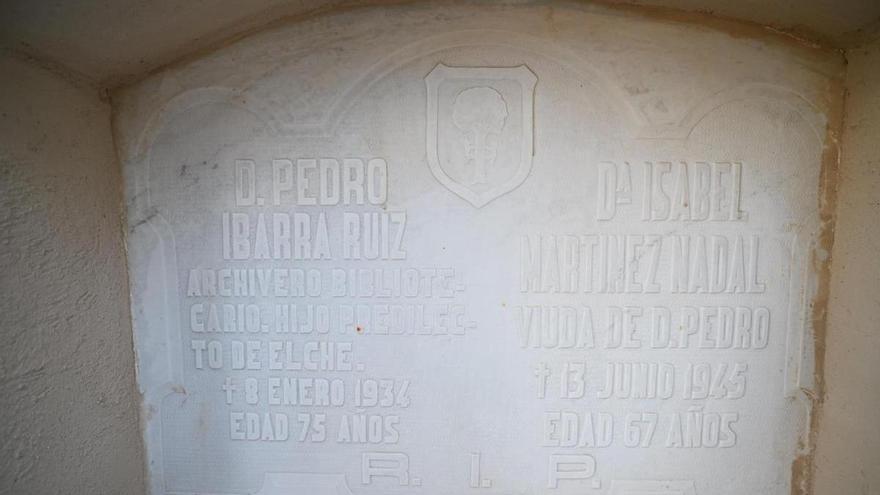 D. PEDRO
IBARRA RUIZ
ARCHIVERO BIBLIOTE-
CARIO. HIJO PREDILEC-
TO DE ELCHE.
† 8 ENERO 1934
EDAD 75 AÑOS
Dª ISABEL
MARTINEZ NADAL
VIUDA DE D. PEDRO
† 13 JUNIO 1945
EDAD 67 AÑOS
R. I. P.